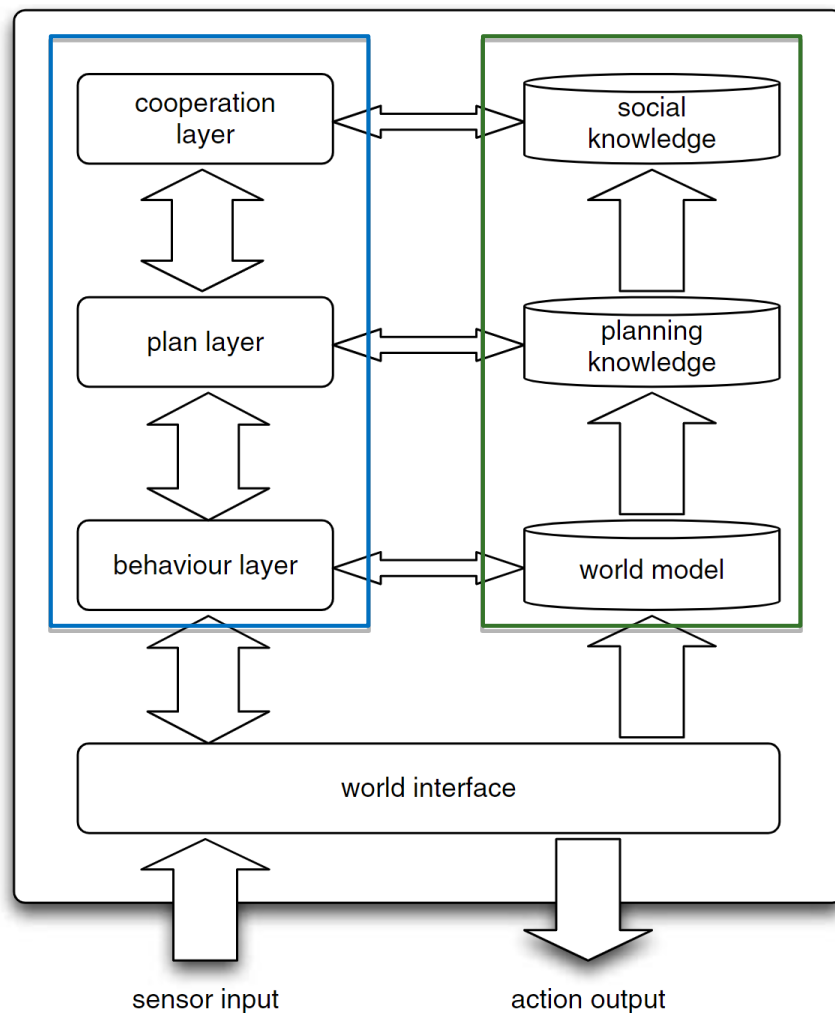 cooperation
layer
social
knowledge
plan layer
planning
knowledge
behaviour layer
world model
world interface
sensor input
action output